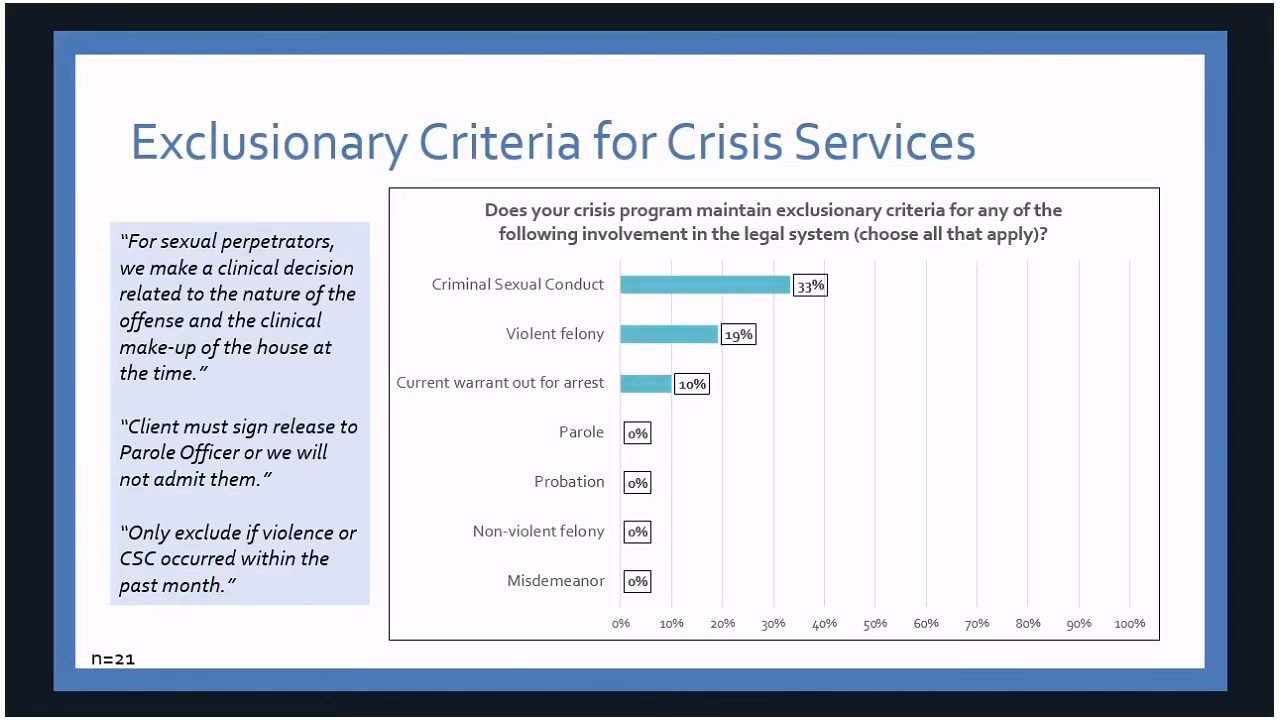 Exclusionary Criteria for Crisis Services
“For sexual perpetrators,
we make a clinical decision
related to the nature of the
offense and the clinical
make-up of the house at
the time.”
“Client must sign release to
Parole Officer or we will
not admit them.”
“Only exclude if violence or
CSC occurred within the
past month.”
Does your crisis program maintain exclusionary criteria for any of the
following involvement in the legal system (choose all that apply)?
Criminal Sexual Conduct 33%
Violent felony 19%
Current warrant out for arrest 10%
Parole 0%
Probation 0%
Non-violent felony 0%
Misdemeanor 0%
0% 10% 20% 30% 40% 50% 60% 70% 80% 90% 100%
n=21